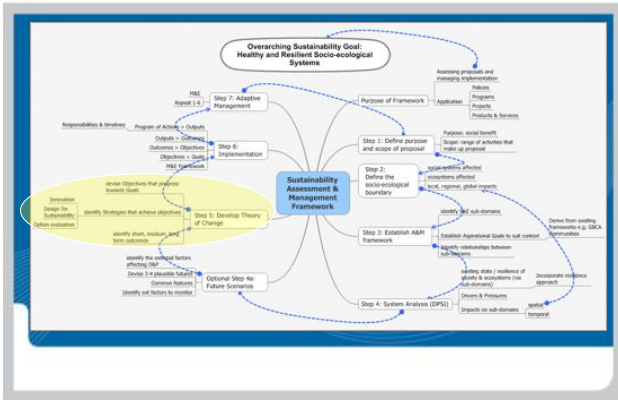 Overarching Sustainability Goal:
Healthy and Resilient Socio-ecological
Systems
Sustainability
Assessment &
Management
Framework
Purpose of Framework
Assessing proposals and
managing implementation
Application
Policies
Programs
Projects
Products & Services
Step 1: Define purpose
and scope of proposal
Purpose: social benefit
Scope: range of activities that
make up proposal
Step 2:
Define the
socio-ecological
boundary
social systems affected
ecosystems affected
local, regional, global impacts
Step 3: Establish A&M
framework
identify S&E sub-domains
Establish Aspirational Goals to suit context
Derive from existing
frameworks e.g. GBCA
Communities
Identify relationships between
sub-domains
Step 4: System Analysis (DPSI)
existing state / resilience of
society & ecosystems (via
sub-domains)
Incorporate resilience
approach
Drivers & Pressures
Impacts on sub-domains
spatial
temporal
Optional Step 4a:
Future Scenarios
identify the external factors
affecting D&P
Devise 3-4 plausible futures
Common features
Identify ext factors to monitor
Step 5: Develop Theory
of Change
devise Objectives that progress
towards Goals
identify Strategies that achieve objectives
Innovation
Design for
Sustainability
Option evaluation
identify short, medium, long
term outcomes
Step 6:
Implementation
Program of Actions > Outputs
Responsibilities & timelines
Outputs > Outcomes
Outcomes > Objectives
Objectives > Goals
M&E Framework
Step 7: Adaptive
Management
M&E
Repeat 1-6